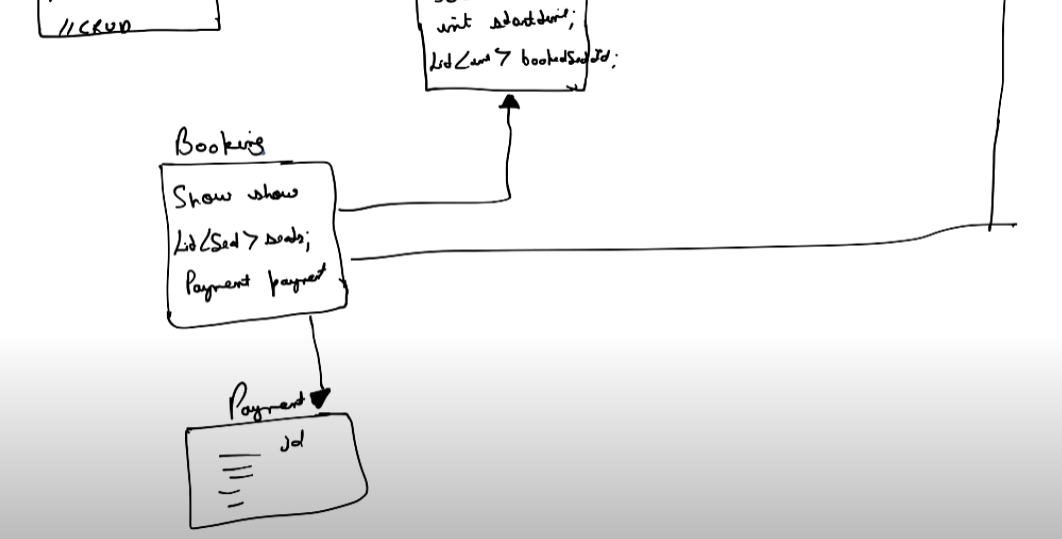 //CRUD
int startTime;
List<int> bookedSeatId;
Booking
Show show
List<Seat> seats;
Payment payment
Payment
Id